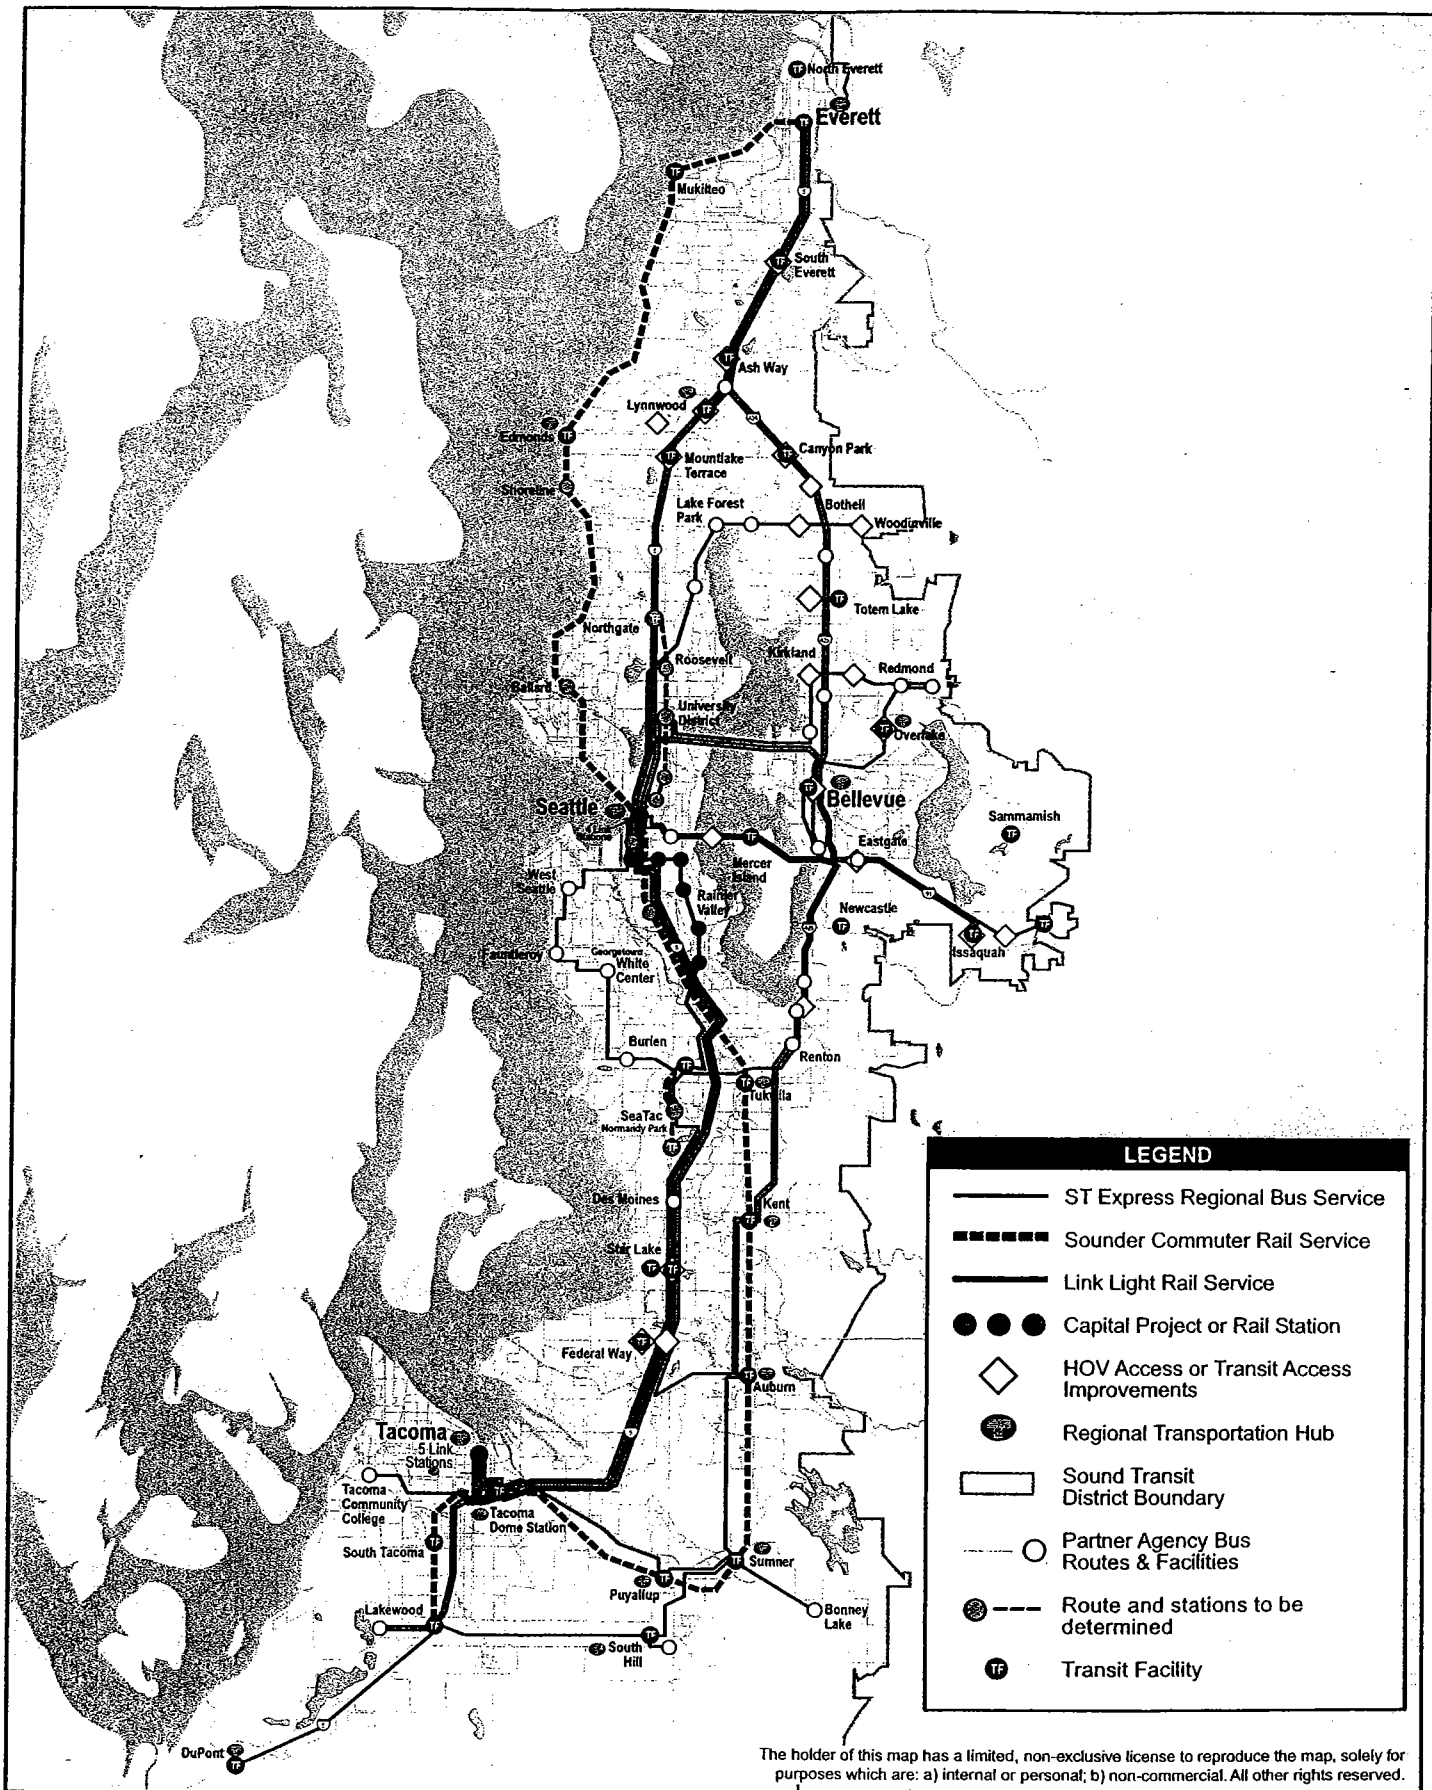 North Everett
Everett
Mukilteo
South
Everett
Ash Way
Lynnwood
Edmonds
Canyon Park
Mountlake
Terrace
Shoreline
Lake Forest
Park
Bothell
Woodinville
Totem Lake
Northgate
Roosevelt
Kirkland
Redmond
Ballard
University
District
Overlake
Seattle
Bellevue
Sammamish
Eastgate
Mercer
Island
West
Seattle
Rainier
Valley
Newcastle
Issaquah
Fauntleroy
Georgetown
White
Center
Burien
Renton
Tukwila
SeaTac
Normandy Park
Des Moines
Kent
Star Lake
Federal Way
Auburn
Tacoma
5 Link
Stations
Tacoma
Community
College
Tacoma
Dome Station
South Tacoma
Sumner
Puyallup
Lakewood
Bonney
Lake
South
Hill
DuPont
LEGEND
ST Express Regional Bus Service
Sounder Commuter Rail Service
Link Light Rail Service
Capital Project or Rail Station
HOV Access or Transit Access
Improvements
Regional Transportation Hub
Sound Transit
District Boundary
Partner Agency Bus
Routes & Facilities
Route and stations to be
determined
TF Transit Facility
The holder of this map has a limited, non-exclusive license to reproduce the map, solely for
purposes which are: a) internal or personal; b) non-commercial. All other rights reserved.